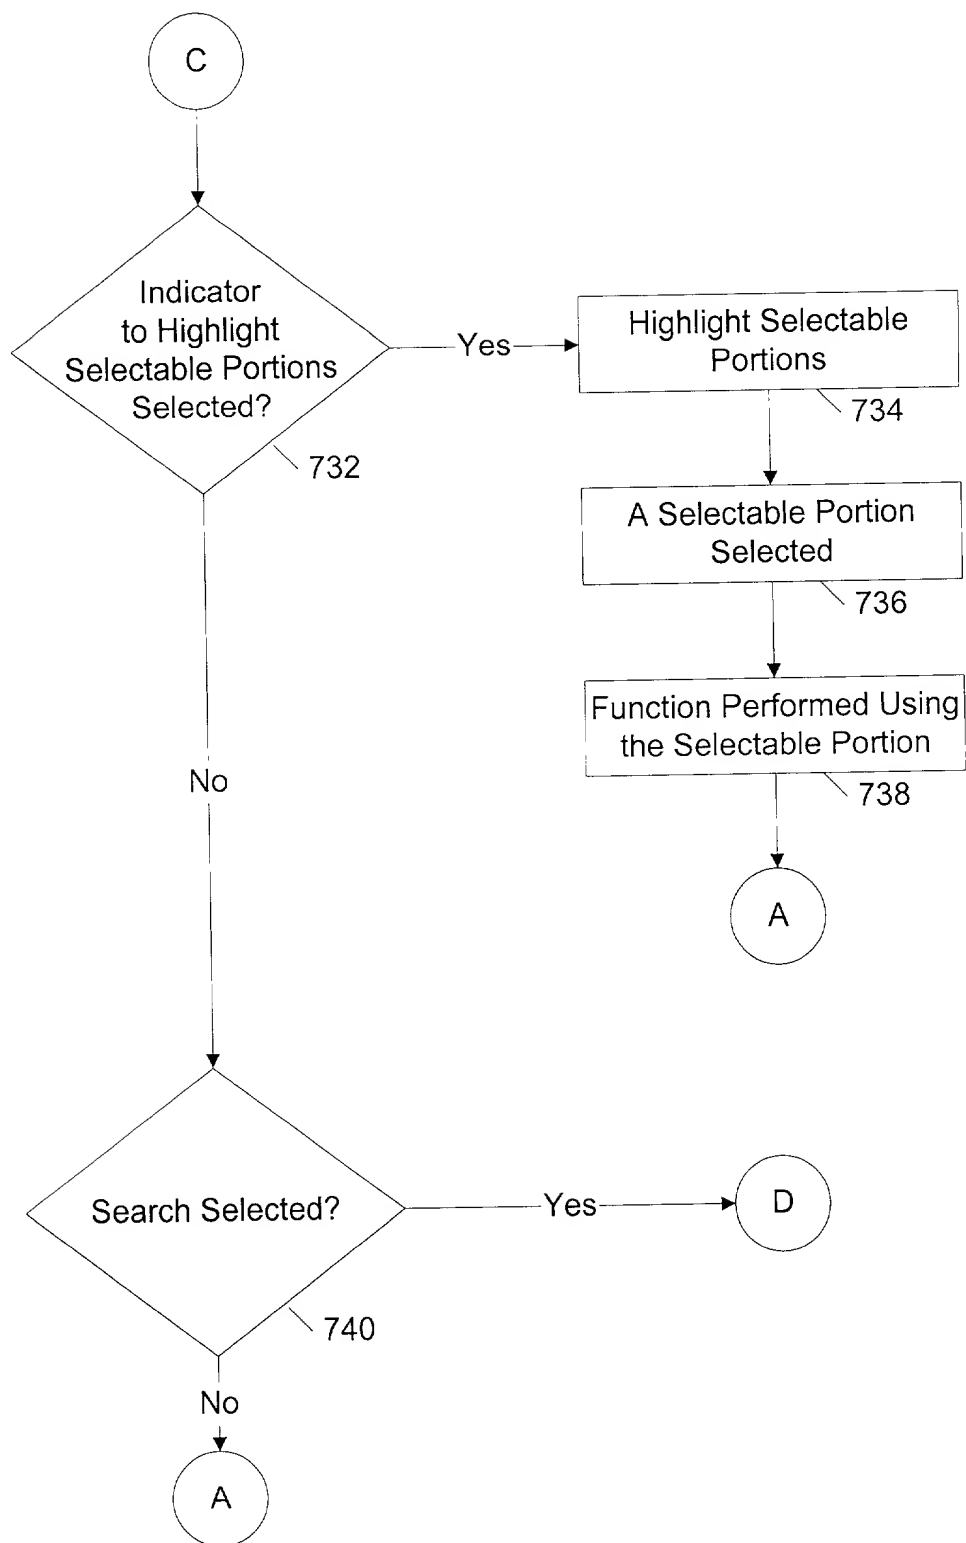 C
Indicator
to Highlight
Selectable Portions
Selected?
732
Yes
Highlight Selectable
Portions
734
A Selectable Portion
Selected
736
Function Performed Using
the Selectable Portion
738
A
No
Search Selected?
740
Yes
D
No
A